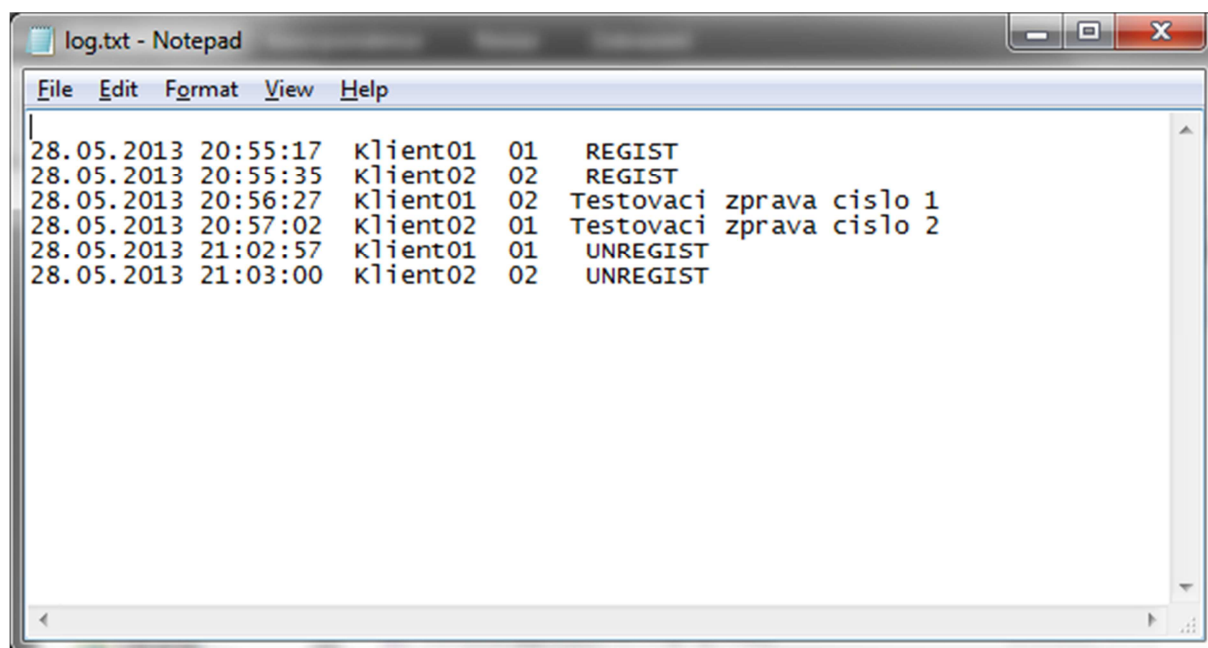 log.txt - Notepad
File Edit Format View Help
28.05.2013 20:55:17  Klient01  01   REGIST
28.05.2013 20:55:35  Klient02  02   REGIST
28.05.2013 20:56:27  Klient01  02  Testovaci zprava cislo 1
28.05.2013 20:57:02  Klient02  01  Testovaci zprava cislo 2
28.05.2013 21:02:57  Klient01  01   UNREGIST
28.05.2013 21:03:00  Klient02  02   UNREGIST